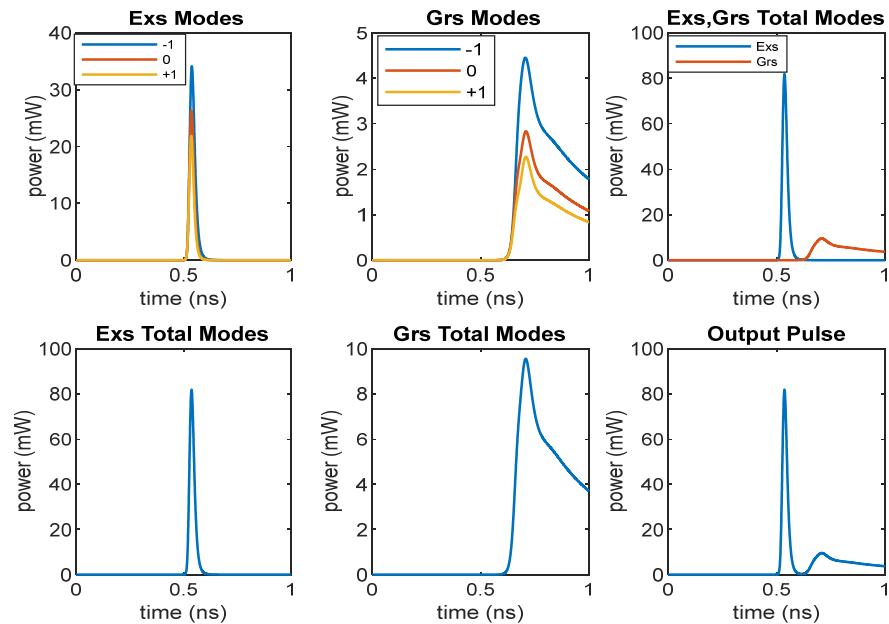 Exs Modes
40
30
20
10
0
power (mW)
-1
0
+1
0
0.5
1
time (ns)
Grs Modes
5
4
3
2
1
0
power (mW)
-1
0
+1
0
0.5
1
time (ns)
Exs,Grs Total Modes
100
80
60
40
20
0
power (mW)
Exs
Grs
0
0.5
1
time (ns)
Exs Total Modes
100
80
60
40
20
0
power (mW)
0
0.5
1
time (ns)
Grs Total Modes
10
8
6
4
2
0
power (mW)
0
0.5
1
time (ns)
Output Pulse
100
80
60
40
20
0
power (mW)
0
0.5
1
time (ns)